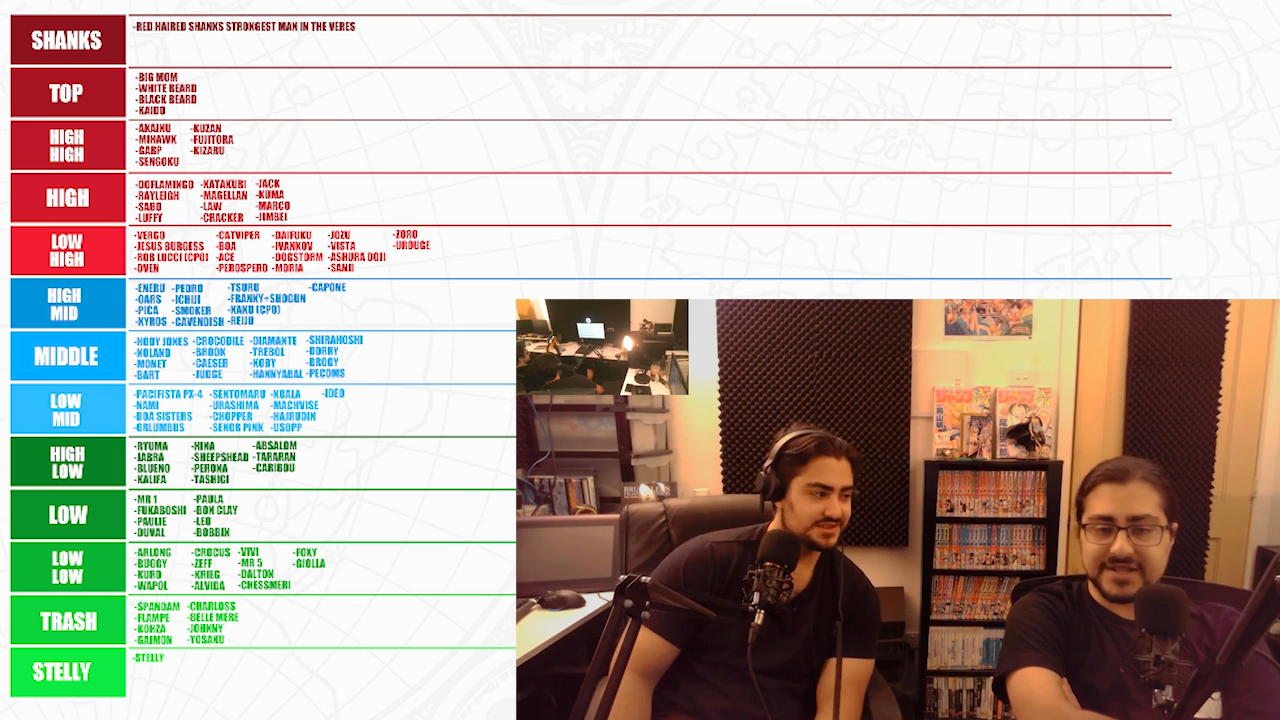 SHANKS
-RED HAIRED SHANKS STRONGEST MAN IN THE VERES
TOP
-BIG MOM
-WHITE BEARD
-BLACK BEARD
-KAIDO
HIGH
HIGH
-AKAINU -KUZAN
-MIHAWK -FUJITORA
-GARP -KIZARU
-SENGOKU
HIGH
-DOFLAMINGO -KATAKURI -JACK
-RAYLEIGH -MAGELLAN -KUMA
-SABO -LAW -MARCO
-LUFFY -CRACKER -JIMBEI
LOW
HIGH
-VERGO -CATVIPER -DAIFUKU -JOZU -ZORO
-JESUS BURGESS -BOA -IVANKOV -VISTA -UROUGE
-ROB LUCCI (CPO) -ACE -DOGSTORM -ASHURA DOJI
-OVEN -PEROSPERO -MORIA -SANJI
HIGH
MID
-ENERU -PEDRO -TSURU -CAPONE
-OARS -ICHIJI -FRANKY+SHOGUN
-PICA -SMOKER -KAKU (CPO)
-KYROS -CAVENDISH -REIJU
MIDDLE
-HODY JONES -CROCODILE -DIAMANTE -SHIRAHOSHI
-NOLAND -BROOK -TREBOL -DORRY
-MONET -CAESER -KOBY -BROGY
-BART -JUDGE -HANNYABAL -PECOMS
LOW
MID
-PACIFISTA PX-4 -SENTOMARU -KOALA -IDEO
-NAMI -URASHIMA -MACHVISE
-BOA SISTERS -CHOPPER -HAJRUDIN
-ORLUMBUS -SENOR PINK -USOPP
HIGH
LOW
-RYUMA -HINA -ABSALOM
-JABRA -SHEEPSHEAD -TARARAN
-BLUENO -PERONA -CARIBOU
-KALIFA -TASHIGI
LOW
-MR 1 -PAULA
-FUKABOSHI -BON CLAY
-PAULIE -LEO
-DUVAL -BOBBIN
LOW
LOW
-ARLONG -CROCUS -VIVI -FOXY
-BUGGY -ZEFF -MR 5 -GIOLLA
-KURO -KRIEG -DALTON
-WAPOL -ALVIDA -CHESSMERI
TRASH
-SPANDAM -CHARLOSS
-FLAMPE -BELLE MERE
-KOHZA -JOHNNY
-GAIMON -YOSAKU
STELLY
-STELLY